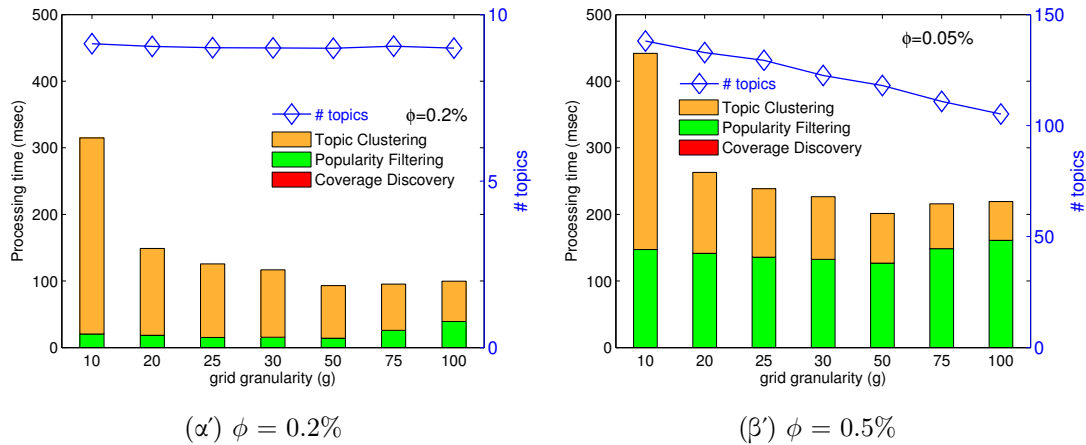 500
400
300
200
100
0
Processing time (msec)
10
5
0
# topics
# topics
ϕ=0.2%
Topic Clustering
Popularity Filtering
Coverage Discovery
10 20 25 30 50 75 100
grid granularity (g)
(α′) ϕ = 0.2%
500
400
300
200
100
0
Processing time (msec)
150
100
50
0
# topics
ϕ=0.05%
# topics
Topic Clustering
Popularity Filtering
Coverage Discovery
10 20 25 30 50 75 100
grid granularity (g)
(β′) ϕ = 0.5%